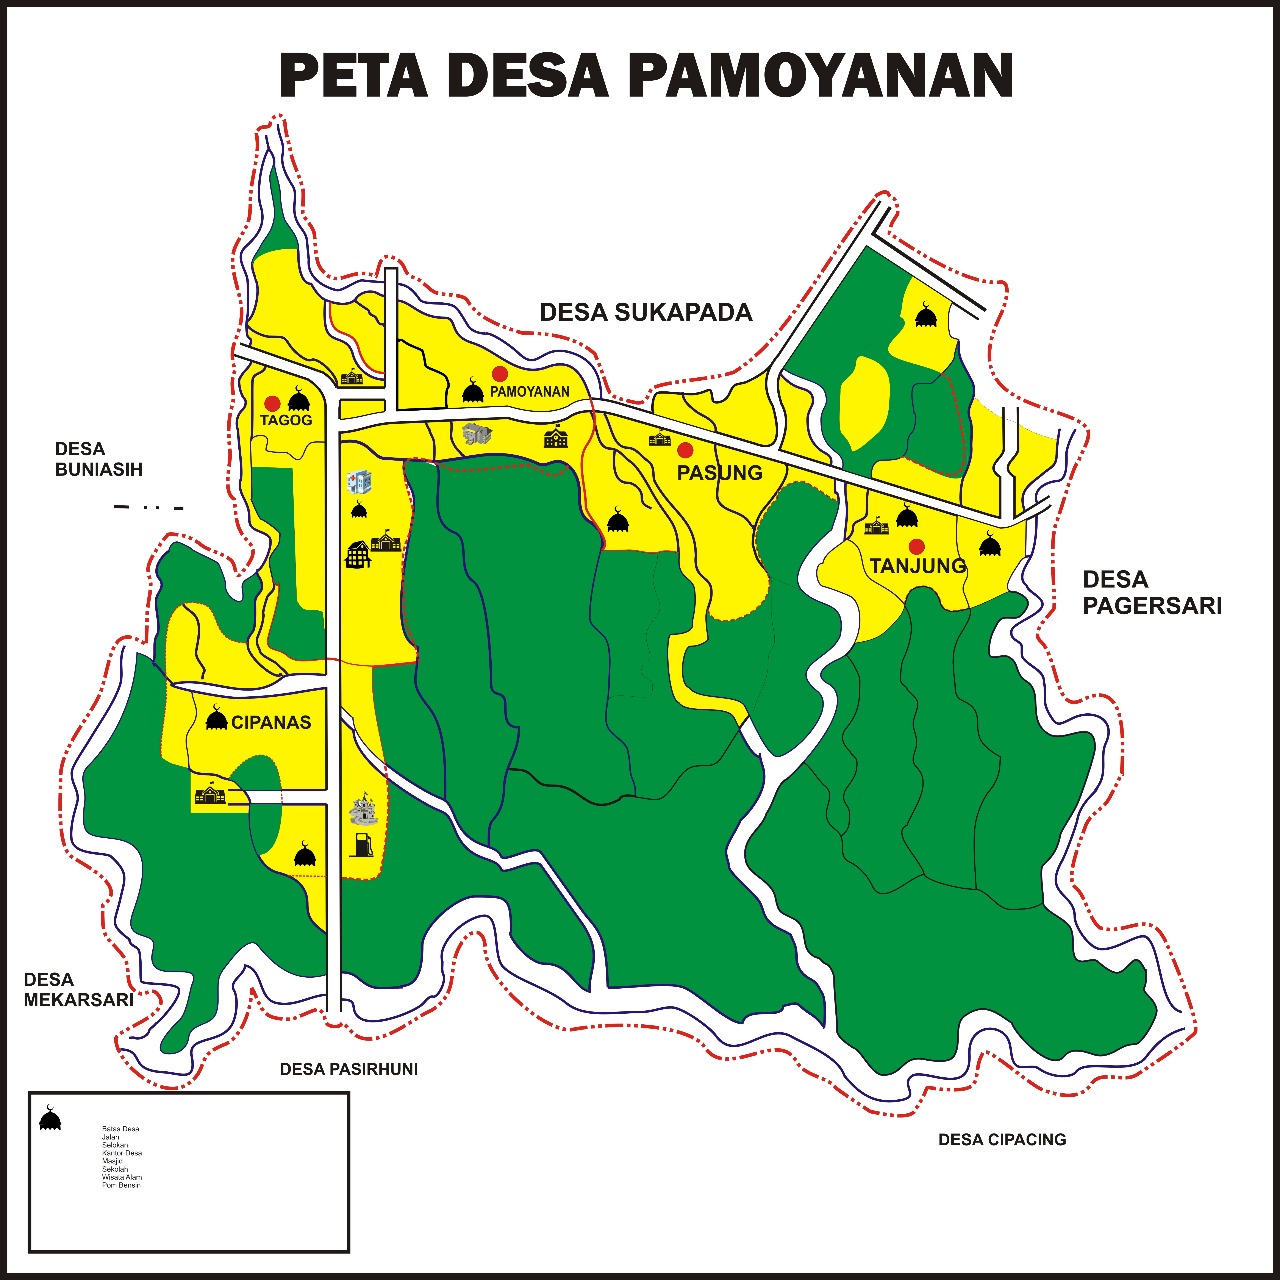 PETA DESA PAMOYANAN
DESA SUKAPADA
PAMOYANAN
TAGOG
DESA
BUNIASIH
PASUNG
TANJUNG
DESA
PAGERSARI
CIPANAS
DESA
MEKARSARI
DESA PASIRHUNI
DESA CIPACING
Batas Desa
Jalan
Selokan
Kantor Desa
Masjid
Sekolah
Wisata Alam
Pom Bensin